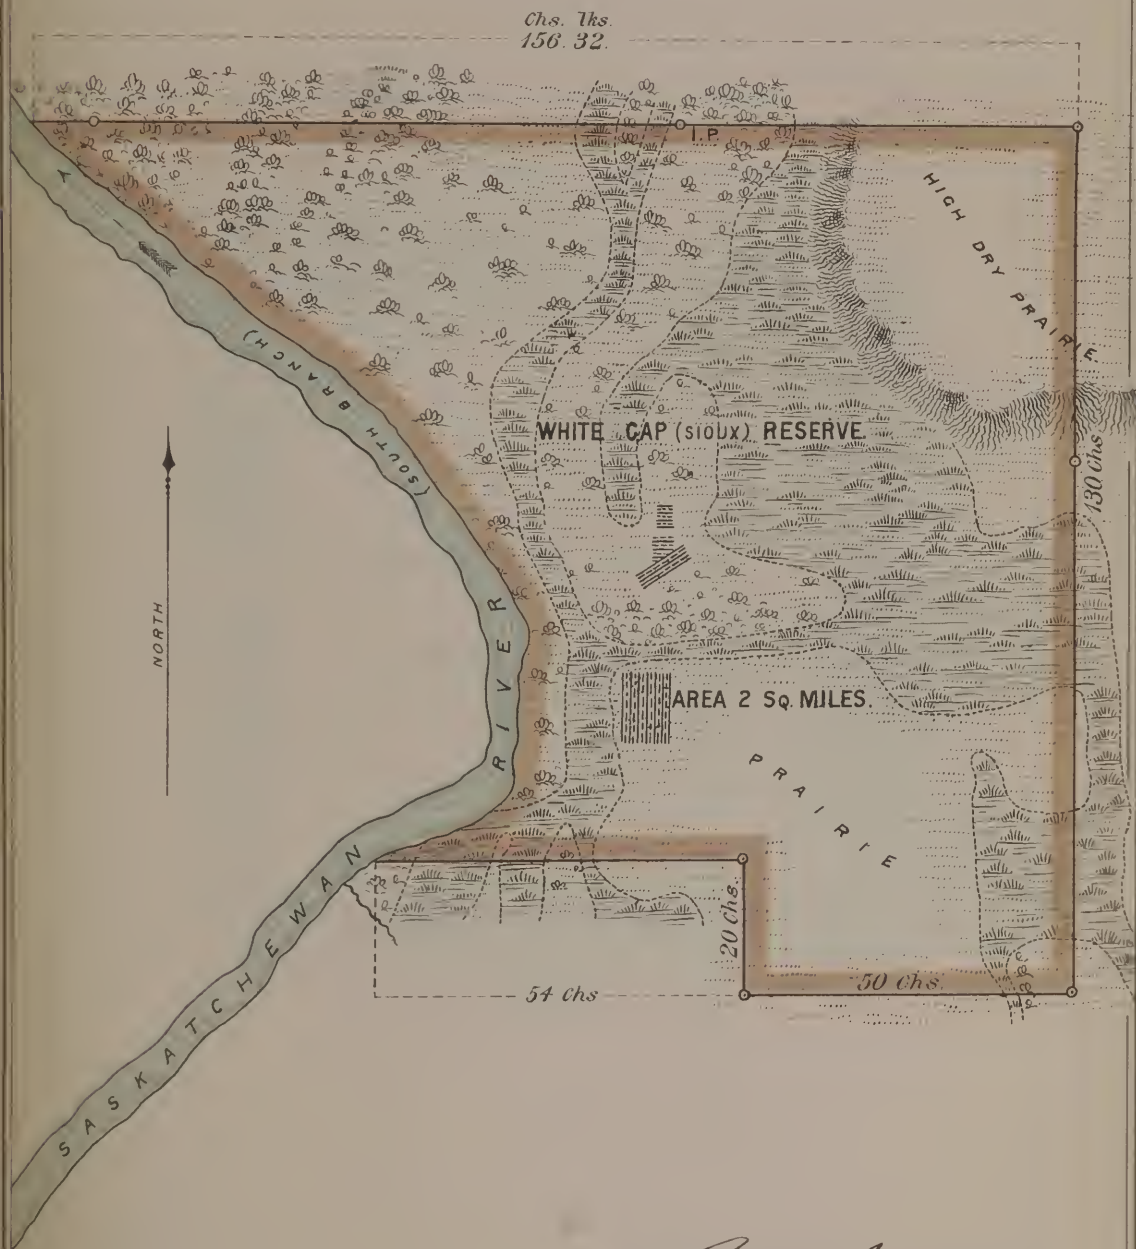 Chs. lks.
156. 32.
I.P.
HIGH DRY PRAIRIE.
(SOUTH BRANCH)
WHITE CAP (SIOUX) RESERVE.
130 Chs
NORTH
AREA 2 SQ. MILES.
PRAIRIE
SASKATCHEWAN RIVER
20 Chs.
54 Chs
50 Chs.